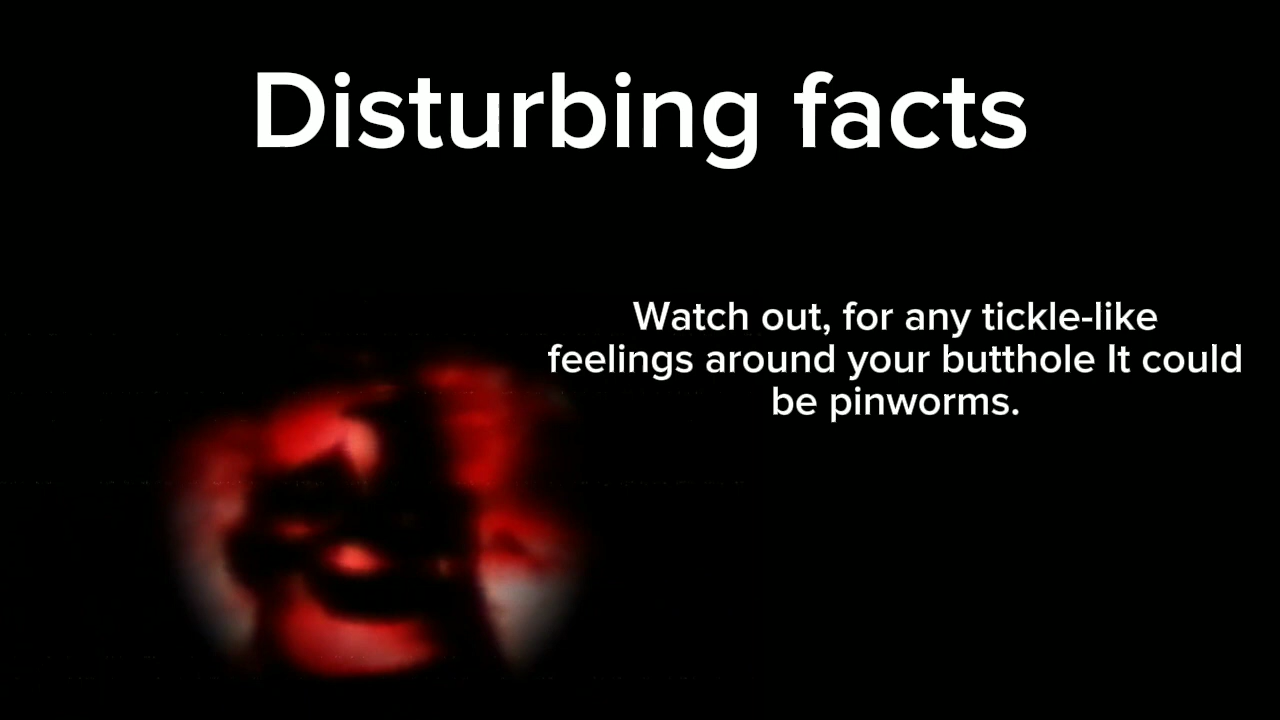 Disturbing facts
Watch out, for any tickle-like
feelings around your butthole It could
be pinworms.